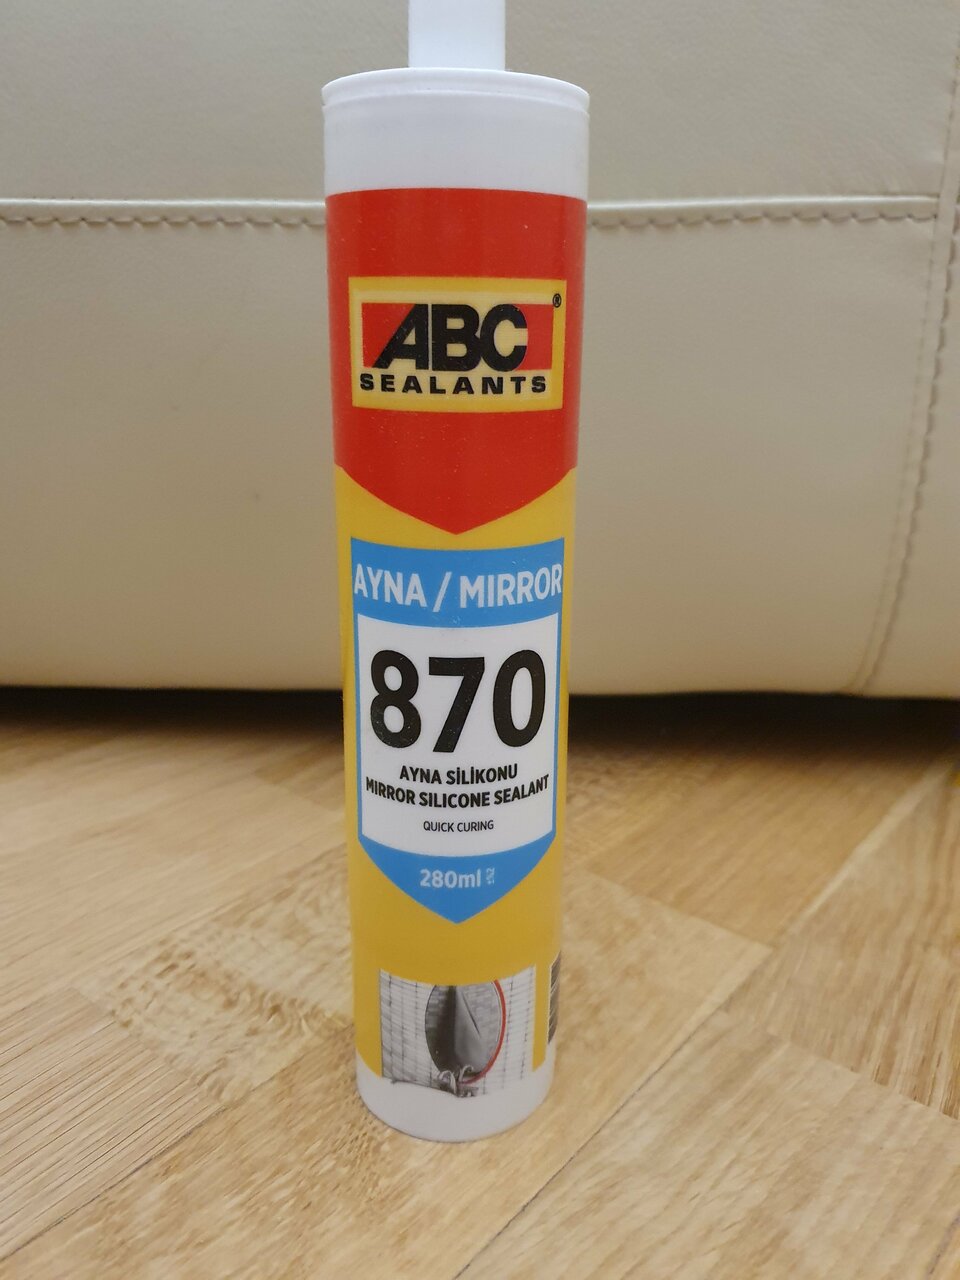 ABC®
SEALANTS
AYNA / MIRROR
870
AYNA SİLİKONU
MIRROR SILICONE SEALANT
QUICK CURING
280ml